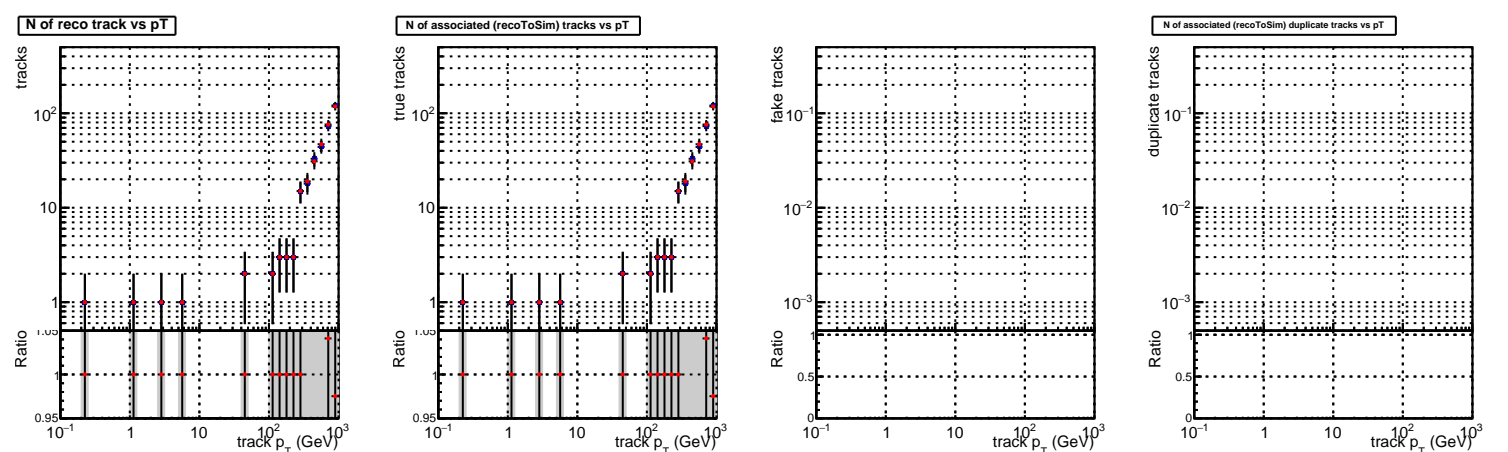 N of reco track vs pT
tracks
10²
10
1
Ratio
1.05
1
0.95
10⁻¹ 1 10 10² 10³
track p_T (GeV)
N of associated (recoToSim) tracks vs pT
true tracks
10²
10
1
Ratio
1.05
1
0.95
10⁻¹ 1 10 10² 10³
track p_T (GeV)
fake tracks
10⁻¹
10⁻²
10⁻³
Ratio
1
0.5
0
10⁻¹ 1 10 10² 10³
track p_T (GeV)
N of associated (recoToSim) duplicate tracks vs pT
duplicate tracks
10⁻¹
10⁻²
10⁻³
Ratio
1
0.5
0
10⁻¹ 1 10 10² 10³
track p_T (GeV)